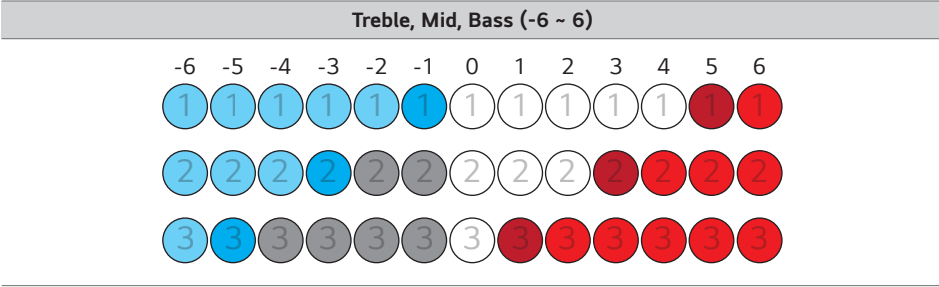 Treble, Mid, Bass (-6 ~ 6)
-6 -5 -4 -3 -2 -1 0 1 2 3 4 5 6
1 1 1 1 1 1 1 1 1 1 1 1 1
2 2 2 2 2 2 2 2 2 2 2 2 2
3 3 3 3 3 3 3 3 3 3 3 3 3